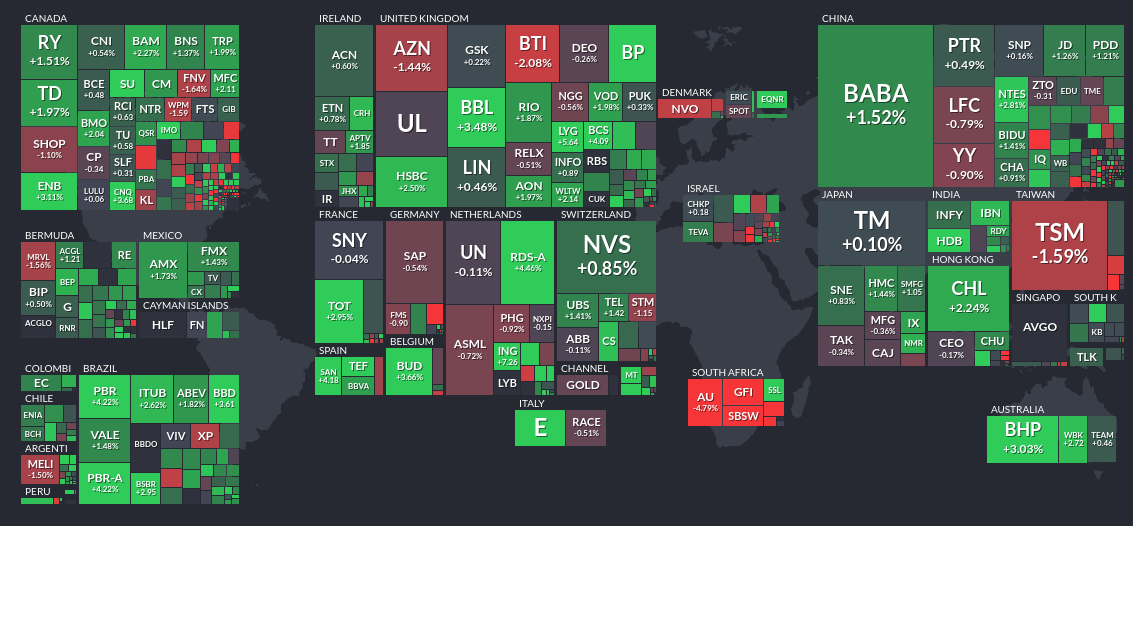 CANADA
RY
+1.51%
TD
+1.97%
SHOP
-1.10%
ENB
+3.11%
CNI
+0.54%
BAM
+2.27%
BNS
+1.37%
TRP
+1.99%
BCE
+0.48
SU
CM
FNV
-1.64%
MFC
+2.11
BMO
+2.04
RCI
+0.63
NTR
WPM
-1.59
FTS
GIB
CP
-0.34
TU
+0.58
QSR
IMO
SLF
+0.31
PBA
LULU
+0.06
CNQ
+3.68
KL
BERMUDA
MRVL
-1.56%
ACGL
+1.21
RE
BEP
BIP
+0.50%
G
ACGLO
RNR
MEXICO
AMX
+1.73%
FMX
+1.43%
TV
CX
CAYMAN ISLANDS
HLF
FN
COLOMBI
EC
CHILE
ENIA
BCH
ARGENTI
MELI
-1.50%
PERU
BRAZIL
PBR
+4.22%
ITUB
+2.62%
ABEV
+1.82%
BBD
+3.61
VALE
+1.48%
BBDO
VIV
XP
PBR-A
+4.22%
BSBR
+2.95
IRELAND
ACN
+0.60%
ETN
+0.78%
CRH
TT
APTV
+1.85
STX
JHX
IR
UNITED KINGDOM
AZN
-1.44%
GSK
+0.22%
BTI
-2.08%
DEO
-0.26%
BP
UL
BBL
+3.48%
RIO
+1.87%
NGG
-0.56%
VOD
+1.98%
PUK
+0.33%
LYG
+5.64
BCS
+4.09
HSBC
+2.50%
LIN
+0.46%
RELX
-0.51%
INFO
+0.89
RBS
AON
+1.97%
WLTW
+2.14
CUK
FRANCE
SNY
-0.04%
TOT
+2.95%
SPAIN
SAN
+4.18
TEF
BBVA
GERMANY
SAP
-0.54%
FMS
-0.90
BELGIUM
BUD
+3.66%
NETHERLANDS
UN
-0.11%
RDS-A
+4.46%
ASML
-0.72%
PHG
-0.92%
NXPI
-0.15
ING
+7.26
LYB
SWITZERLAND
NVS
+0.85%
UBS
+1.41%
TEL
+1.42
STM
-1.15
ABB
-0.11%
CS
CHANNEL
GOLD
MT
ITALY
E
RACE
-0.51%
DENMARK
NVO
ERIC
SPOT
EQNR
ISRAEL
CHKP
+0.18
TEVA
SOUTH AFRICA
AU
-4.79%
GFI
SSL
SBSW
CHINA
BABA
+1.52%
PTR
+0.49%
SNP
+0.16%
JD
+1.26%
PDD
+1.21%
LFC
-0.79%
NTES
+2.81%
ZTO
-0.31
EDU
TME
BIDU
+1.41%
YY
-0.90%
IQ
WB
CHA
+0.91%
JAPAN
TM
+0.10%
SNE
+0.83%
HMC
+1.44%
SMFG
+1.05
MFG
-0.36%
IX
TAK
-0.34%
CAJ
NMR
INDIA
INFY
IBN
HDB
RDY
HONG KONG
CHL
+2.24%
CEO
-0.17%
CHU
TAIWAN
TSM
-1.59%
SINGAPO
AVGO
SOUTH K
KB
TLK
AUSTRALIA
BHP
+3.03%
WBK
+2.72
TEAM
+0.46